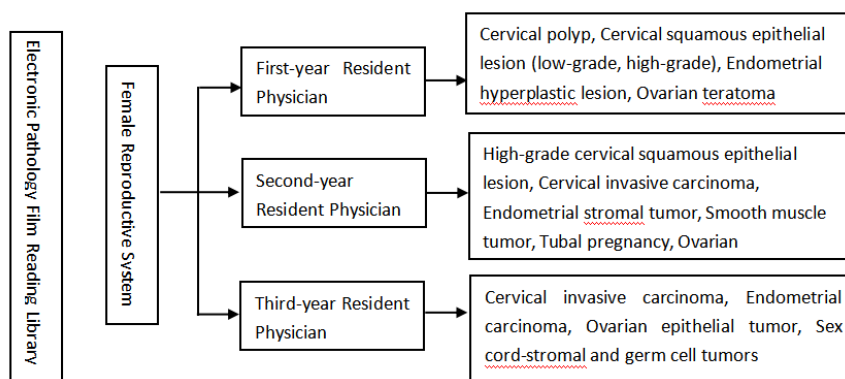 Electronic Pathology Film Reading Library
Female Reproductive System
First-year Resident
Physician
Cervical polyp, Cervical squamous epithelial
lesion (low-grade, high-grade), Endometrial
hyperplastic lesion, Ovarian teratoma
Second-year
Resident Physician
High-grade cervical squamous epithelial
lesion, Cervical invasive carcinoma,
Endometrial stromal tumor, Smooth muscle
tumor, Tubal pregnancy, Ovarian
Third-year Resident
Physician
Cervical invasive carcinoma, Endometrial
carcinoma, Ovarian epithelial tumor, Sex
cord-stromal and germ cell tumors